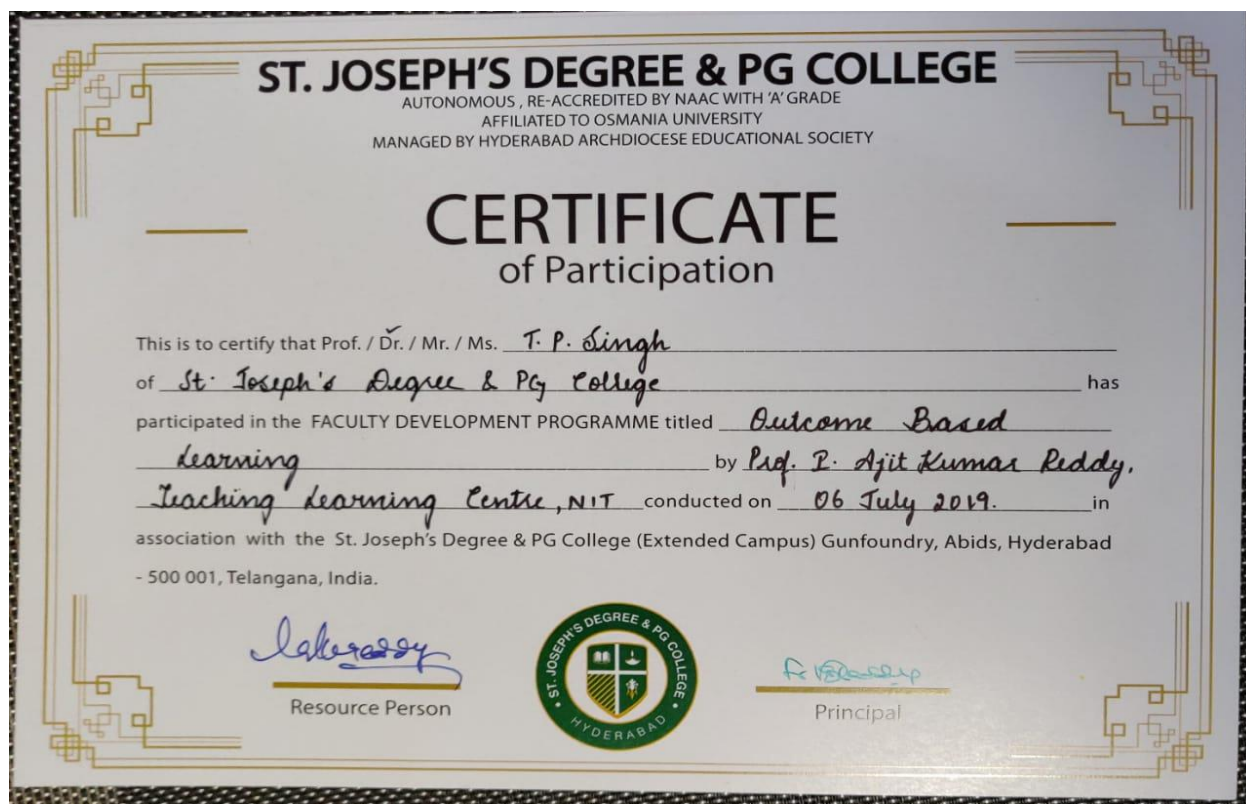 ST. JOSEPH'S DEGREE & PG COLLEGE
AUTONOMOUS , RE-ACCREDITED BY NAAC WITH 'A' GRADE
AFFILIATED TO OSMANIA UNIVERSITY
MANAGED BY HYDERABAD ARCHDIOCESE EDUCATIONAL SOCIETY
CERTIFICATE
of Participation
This is to certify that Prof. / Dr. / Mr. / Ms. T. P. Singh
of St. Joseph's Degree & PG College has
participated in the FACULTY DEVELOPMENT PROGRAMME titled Outcome Based
Learning by Prof. P. Ajit Kumar Reddy,
Teaching Learning Centre, NIT conducted on 06 July 2019. in
association with the St. Joseph's Degree & PG College (Extended Campus) Gunfoundry, Abids, Hyderabad
- 500 001, Telangana, India.
ST. JOSEPH'S DEGREE & PG COLLEGE
HYDERABAD
Resource Person
Principal